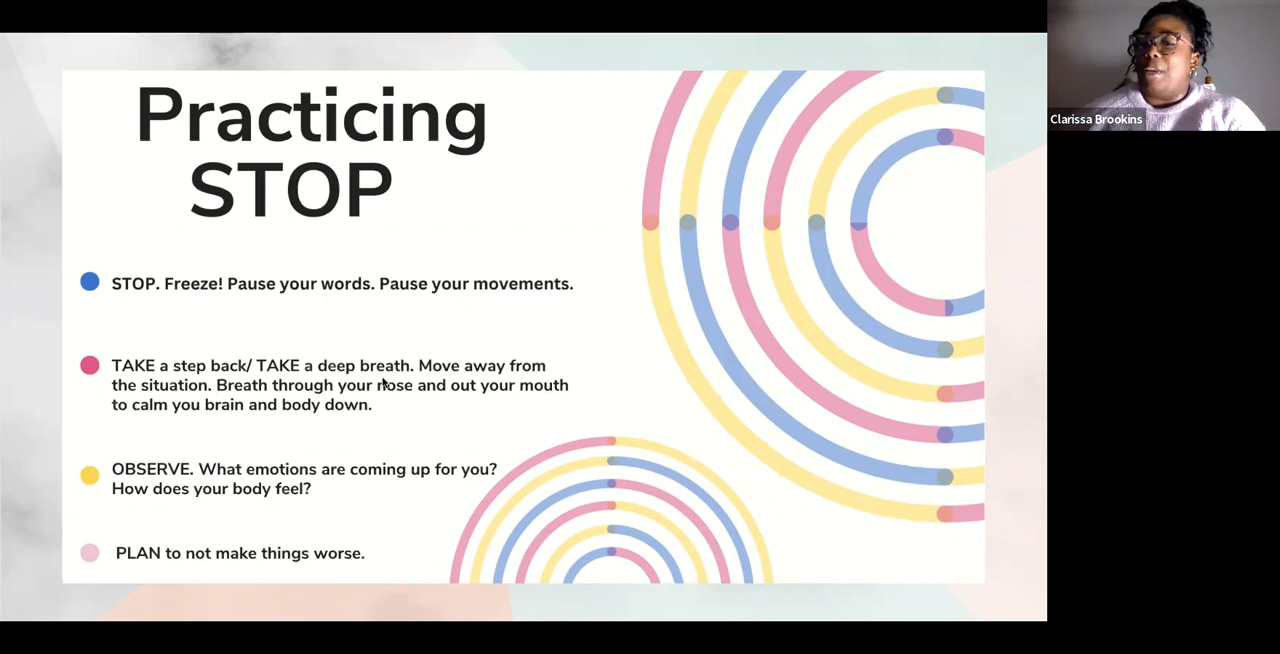 Practicing
STOP
STOP. Freeze! Pause your words. Pause your movements.
TAKE a step back/ TAKE a deep breath. Move away from
the situation. Breath through your nose and out your mouth
to calm you brain and body down.
OBSERVE. What emotions are coming up for you?
How does your body feel?
PLAN to not make things worse.
Clarissa Brookins